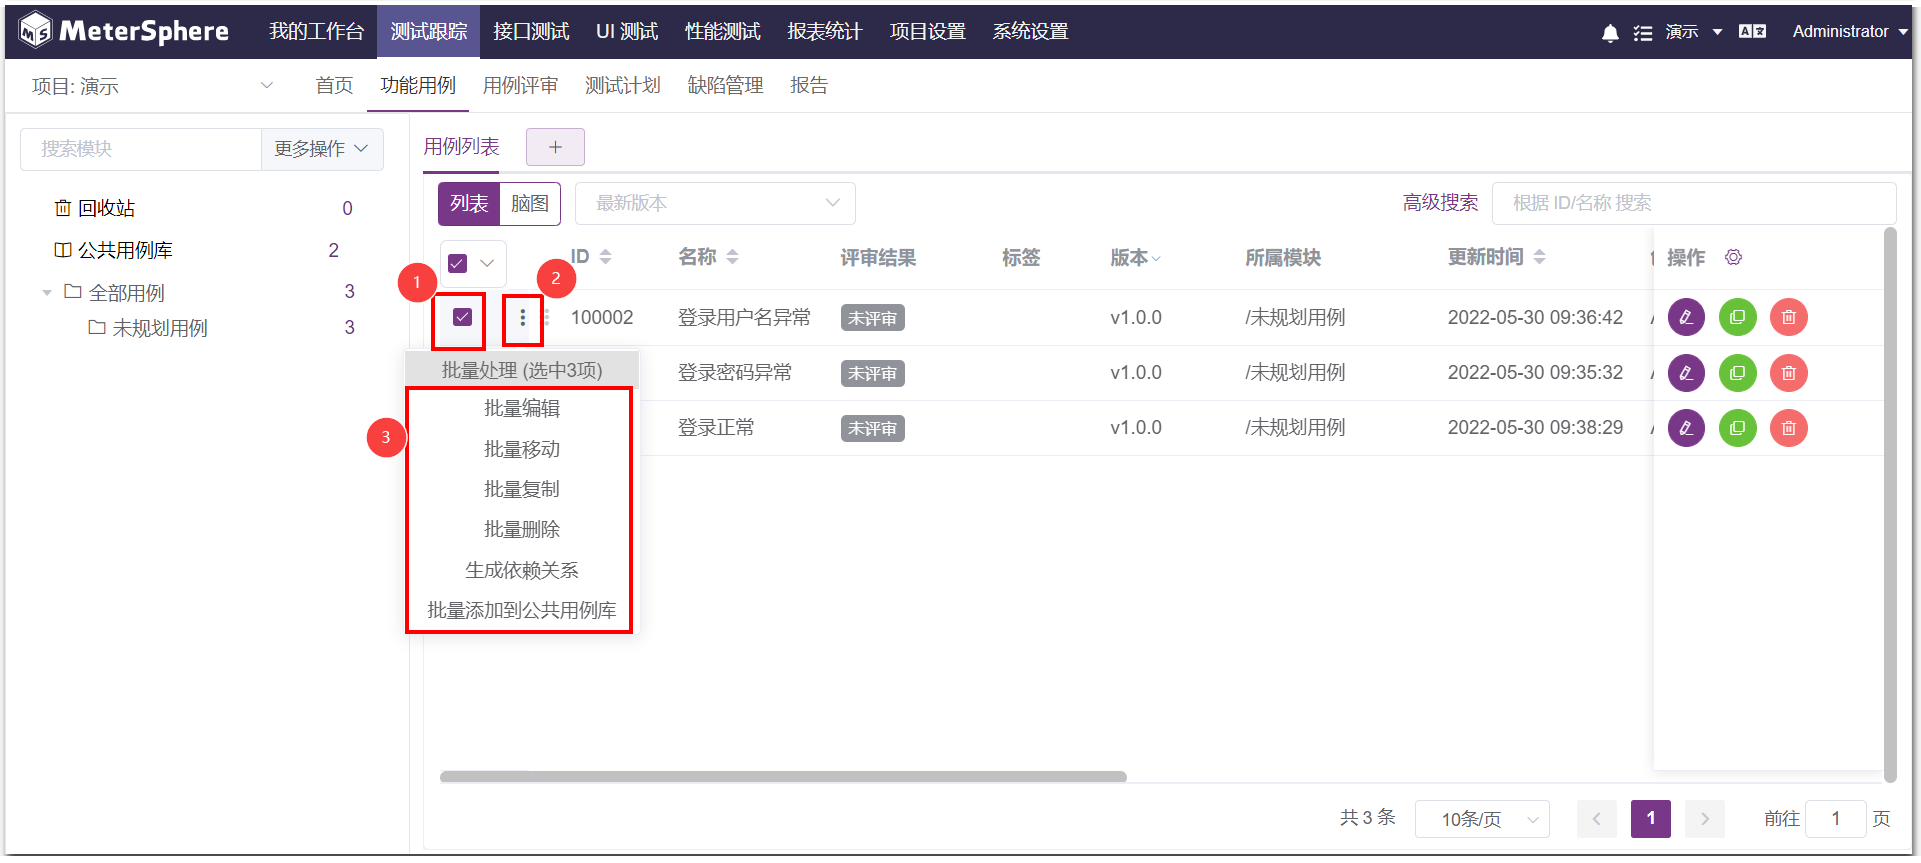 MeterSphere 我的工作台 测试跟踪 接口测试 UI 测试 性能测试 报表统计 项目设置 系统设置 演示 Administrator
项目: 演示 首页 功能用例 用例评审 测试计划 缺陷管理 报告
搜索模块 更多操作 用例列表 +
列表 脑图 最新版本 高级搜索 根据 ID/名称 搜索
回收站 0
公共用例库 2
全部用例 3
未规划用例 3
ID 名称 评审结果 标签 版本 所属模块 更新时间 操作
1 2
100002 登录用户名异常 未评审 v1.0.0 /未规划用例 2022-05-30 09:36:42
登录密码异常 未评审 v1.0.0 /未规划用例 2022-05-30 09:35:32
登录正常 未评审 v1.0.0 /未规划用例 2022-05-30 09:38:29
批量处理 (选中3项)
3
批量编辑
批量移动
批量复制
批量删除
生成依赖关系
批量添加到公共用例库
共 3 条 10条/页 1 前往 1 页